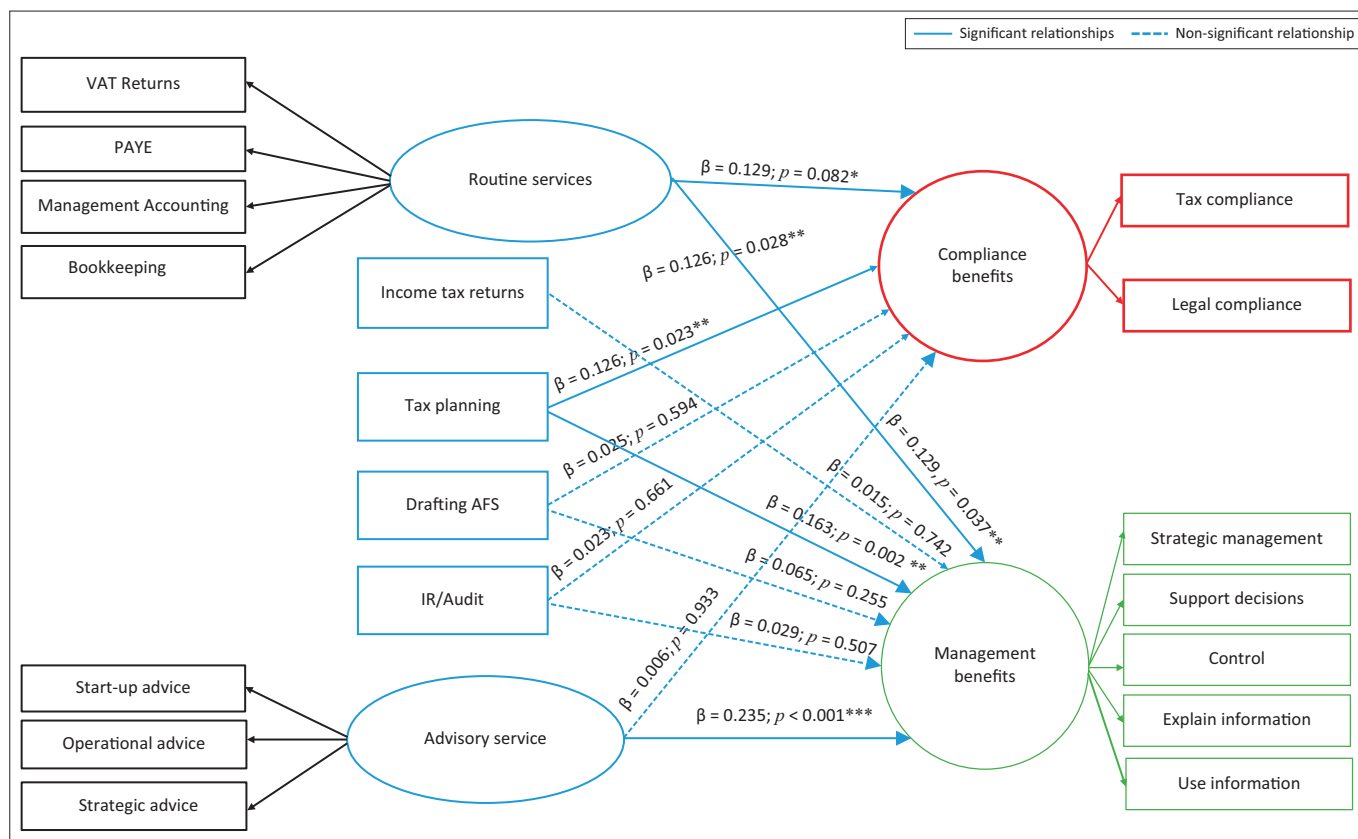 Significant relationships
Non-significant relationship
VAT Returns
PAYE
Management Accounting
Bookkeeping
Routine services
Income tax returns
Tax planning
Drafting AFS
IR/Audit
Start-up advice
Operational advice
Strategic advice
Advisory service
β = 0.129; p = 0.082*
β = 0.126; p = 0.028**
β = 0.126; p = 0.023**
β = 0.025; p = 0.594
β = 0.023; p = 0.661
β = 0.006; p = 0.933
β = 0.129, p = 0.037**
β = 0.015; p = 0.742
β = 0.163; p = 0.002 **
β = 0.065; p = 0.255
β = 0.029; p = 0.507
β = 0.235; p < 0.001***
Compliance
benefits
Tax compliance
Legal compliance
Management
benefits
Strategic management
Support decisions
Control
Explain information
Use information